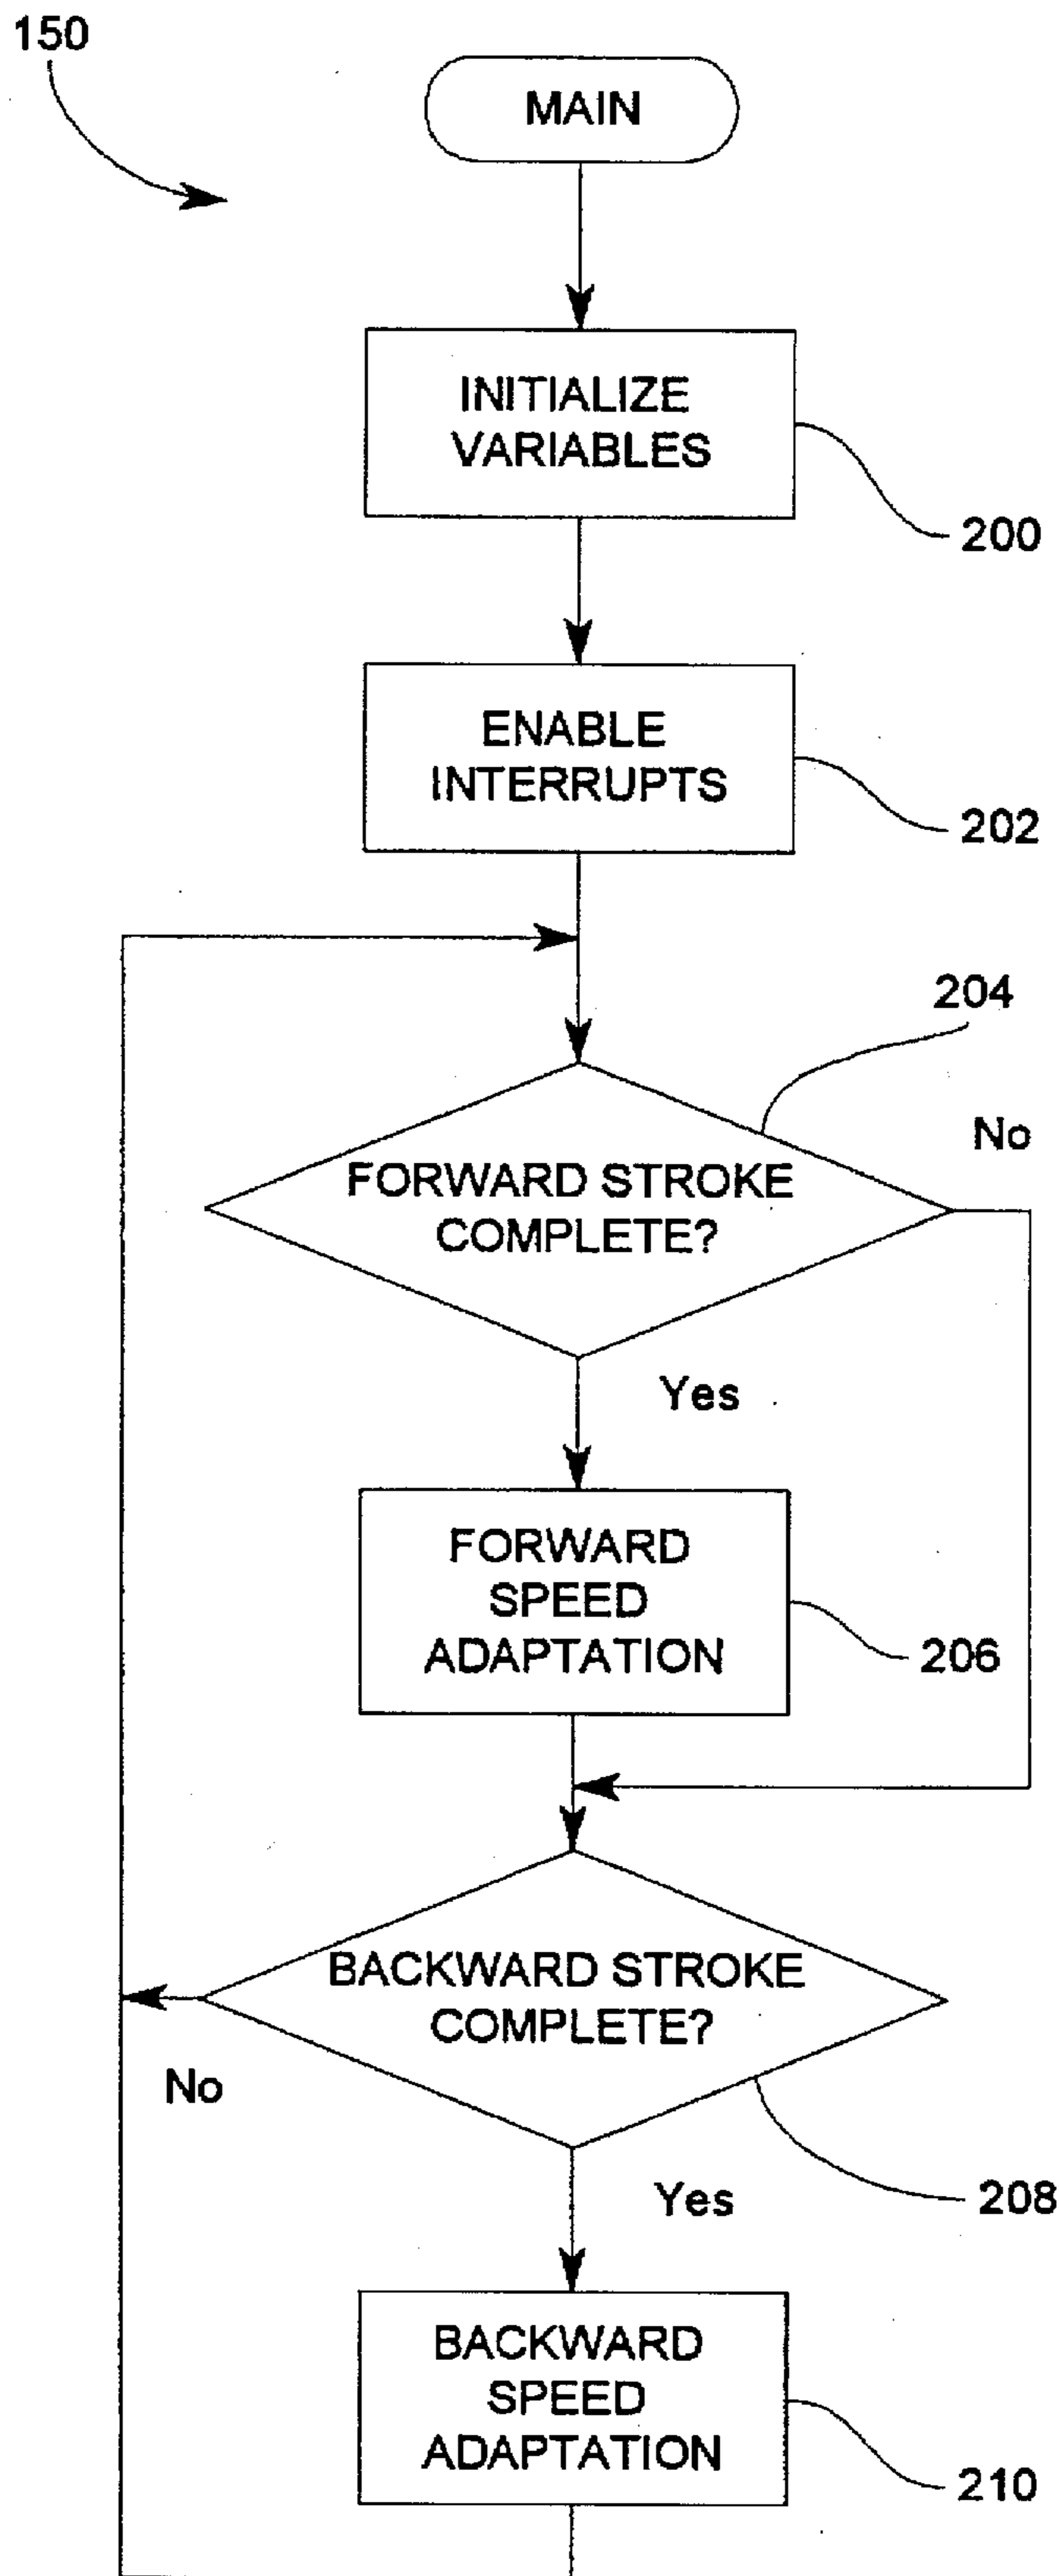 150
MAIN
INITIALIZE
VARIABLES
200
ENABLE
INTERRUPTS
202
204
No
FORWARD STROKE
COMPLETE?
Yes
FORWARD
SPEED
ADAPTATION
206
BACKWARD STROKE
COMPLETE?
No
208
Yes
BACKWARD
SPEED
ADAPTATION
210